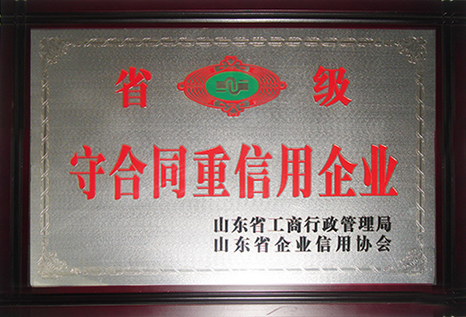 省级
守合同重信用企业
山东省工商行政管理局
山东省企业信用协会